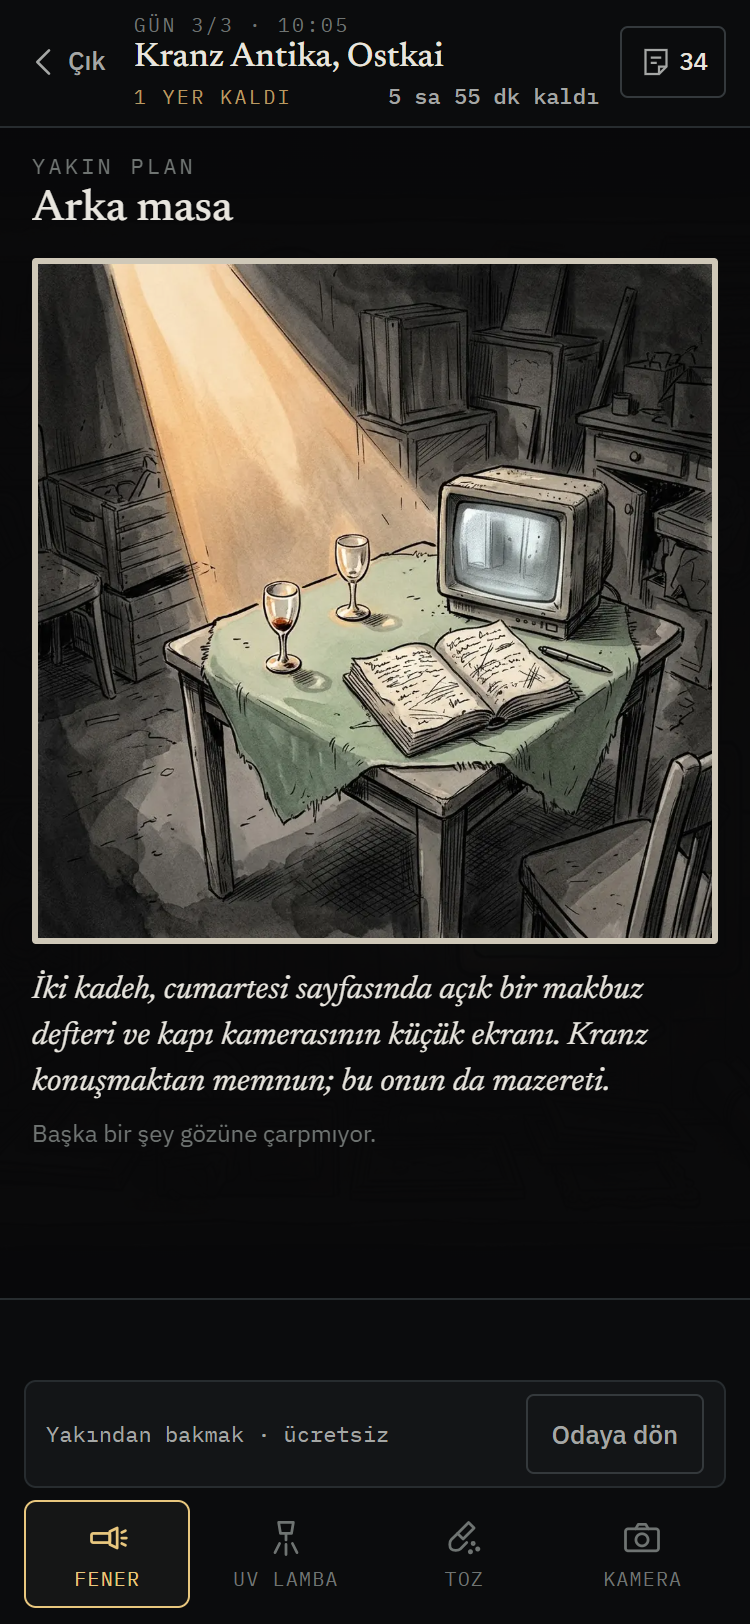 GÜN 3/3 · 10:05
Çık
Kranz Antika, Ostkai
34
1 YER KALDI
5 sa 55 dk kaldı
YAKIN PLAN
Arka masa
İki kadeh, cumartesi sayfasında açık bir makbuz
defteri ve kapı kamerasının küçük ekranı. Kranz
konuşmaktan memnun; bu onun da mazereti.
Başka bir şey gözüne çarpmıyor.
Yakından bakmak · ücretsiz
Odaya dön
FENER
UV LAMBA
TOZ
KAMERA